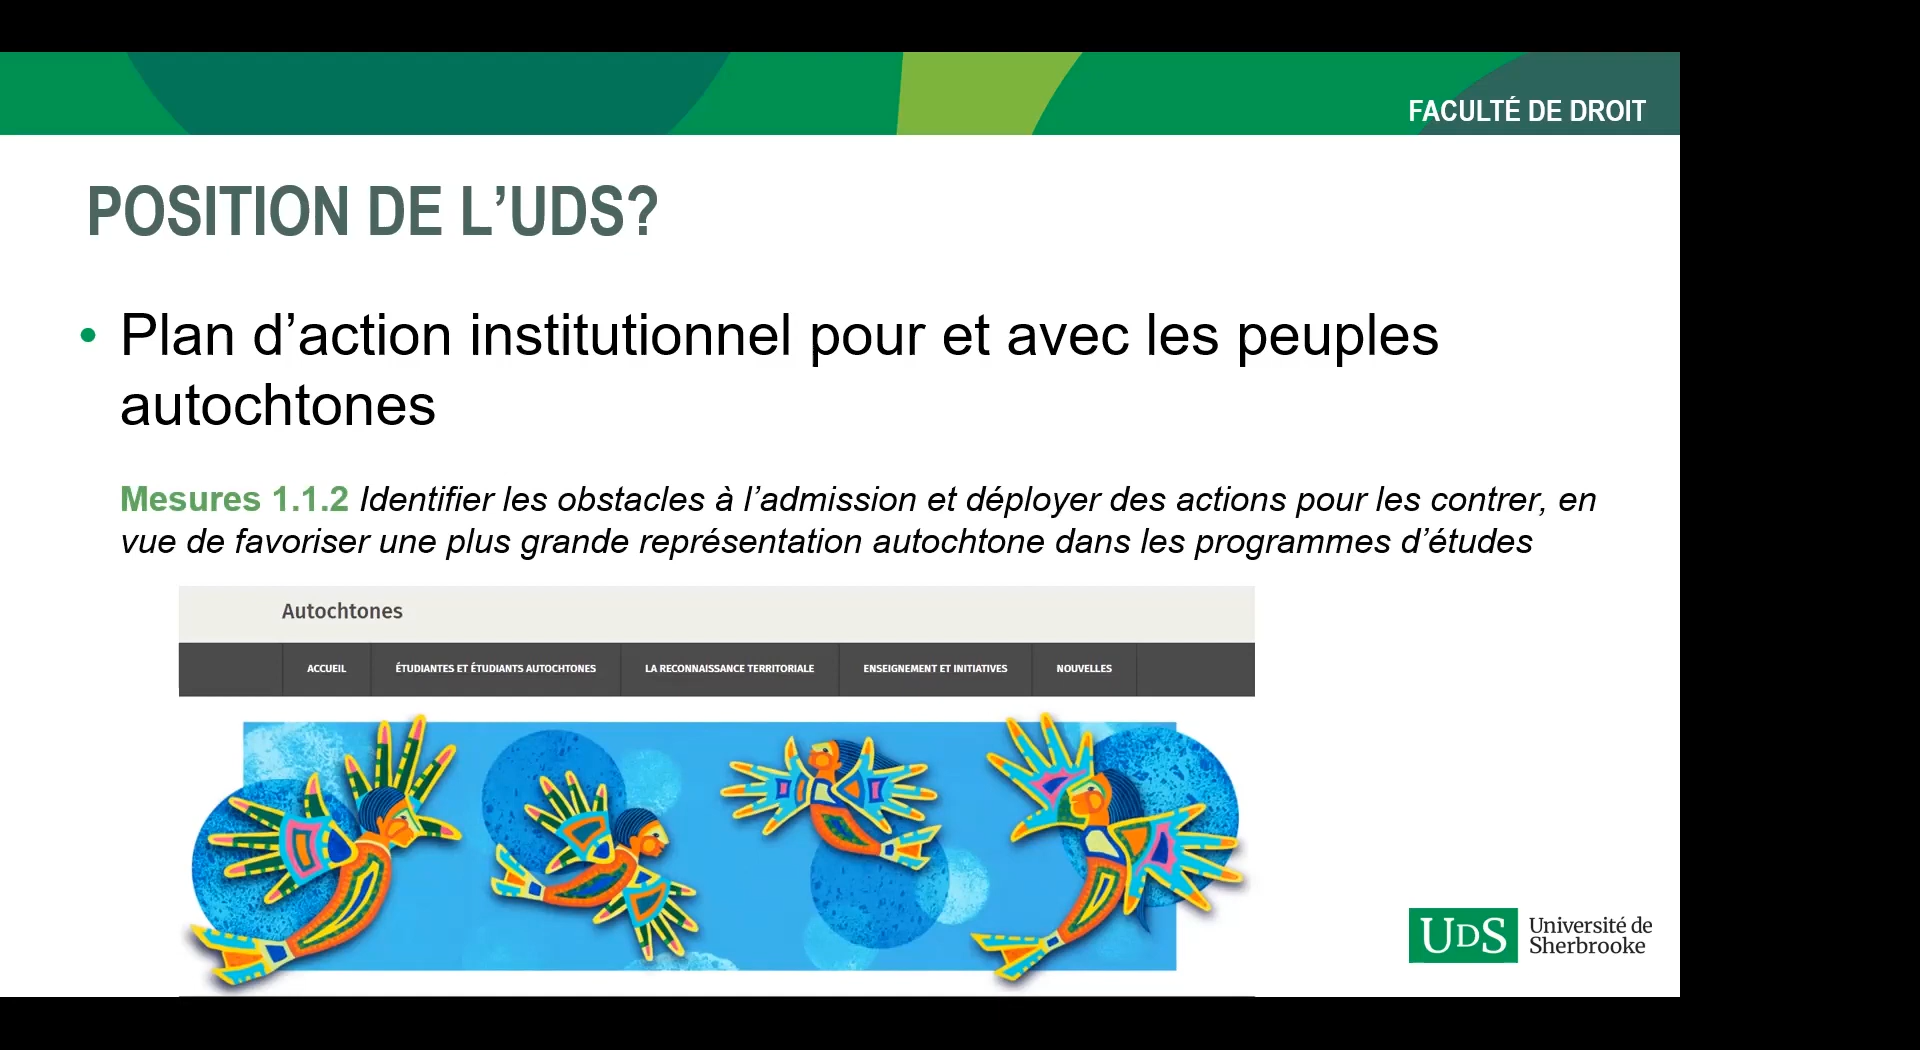 FACULTÉ DE DROIT
POSITION DE L’UDS?
• Plan d’action institutionnel pour et avec les peuples
autochtones
Mesures 1.1.2 Identifier les obstacles à l’admission et déployer des actions pour les contrer, en
vue de favoriser une plus grande représentation autochtone dans les programmes d’études
Autochtones
ACCUEIL ÉTUDIANTES ET ÉTUDIANTS AUTOCHTONES LA RECONNAISSANCE TERRITORIALE ENSEIGNEMENT ET INITIATIVES NOUVELLES
UDS Université de
Sherbrooke